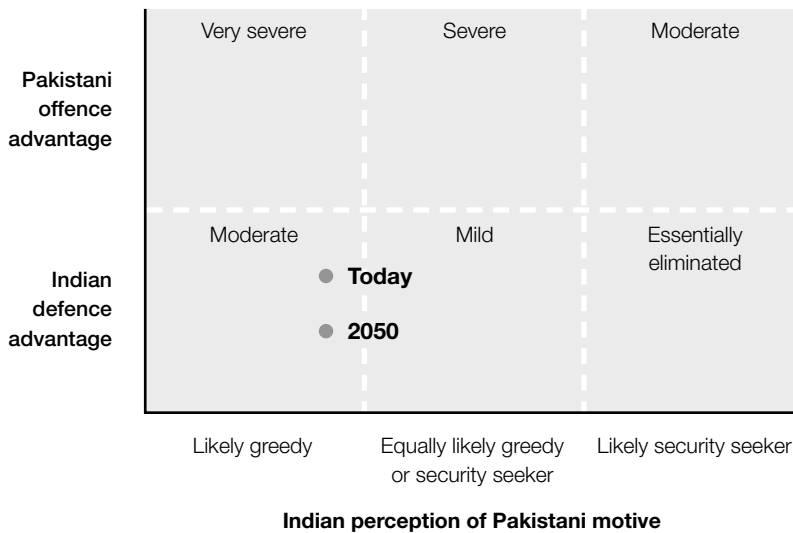 Very severe
Severe
Moderate
Pakistani
offence
advantage
Moderate
Mild
Essentially
eliminated
Indian
defence
advantage
Today
2050
Likely greedy
Equally likely greedy
or security seeker
Likely security seeker
Indian perception of Pakistani motive